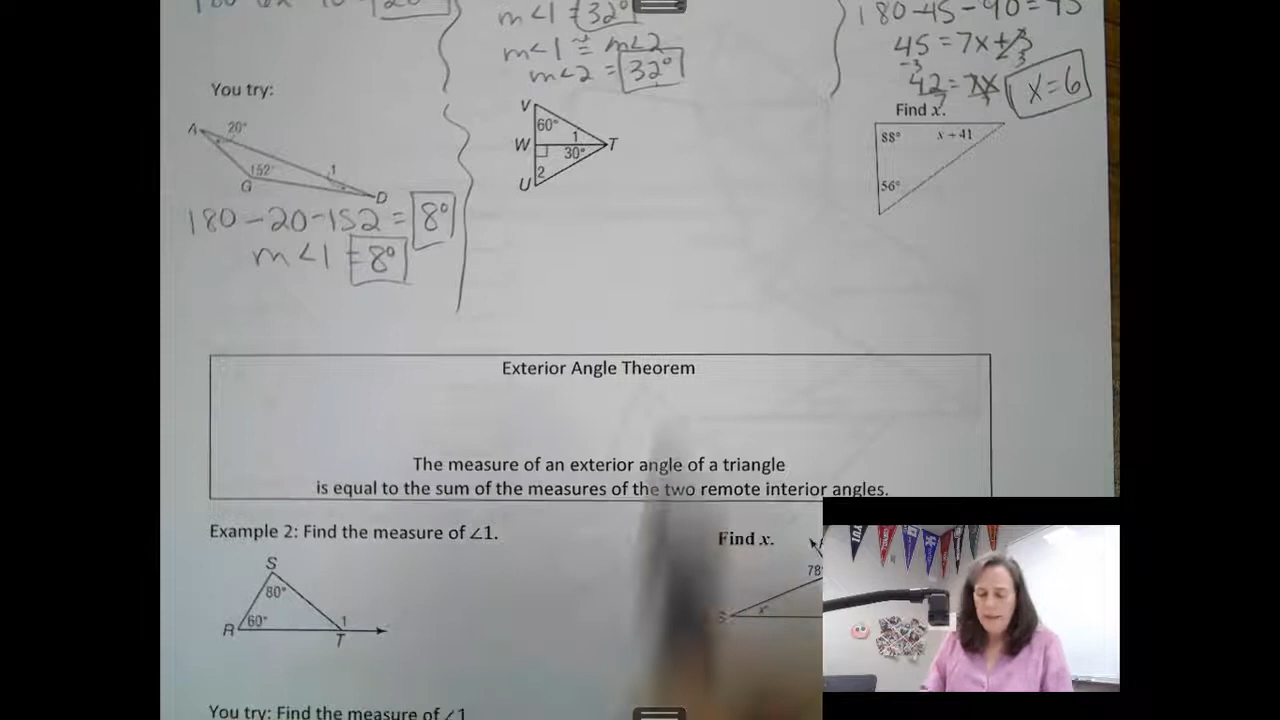 m<1 = 32°
m<1 ≅ m<2
m<2 = 32°
180-45-90=45
45=7x+3
-3 -3
42=7x
7 7
x=6
You try:
A 20°
152° 1
G D
180-20-152 = 8°
m<1 = 8°
V
60°
W 1 T
30°
2
U
Find x.
88° x + 41
56°
Exterior Angle Theorem
The measure of an exterior angle of a triangle
is equal to the sum of the measures of the two remote interior angles.
Example 2: Find the measure of ∠1.
S
80°
R 60° 1
T
Find x.
78
S x°
You try: Find the measure of ∠1